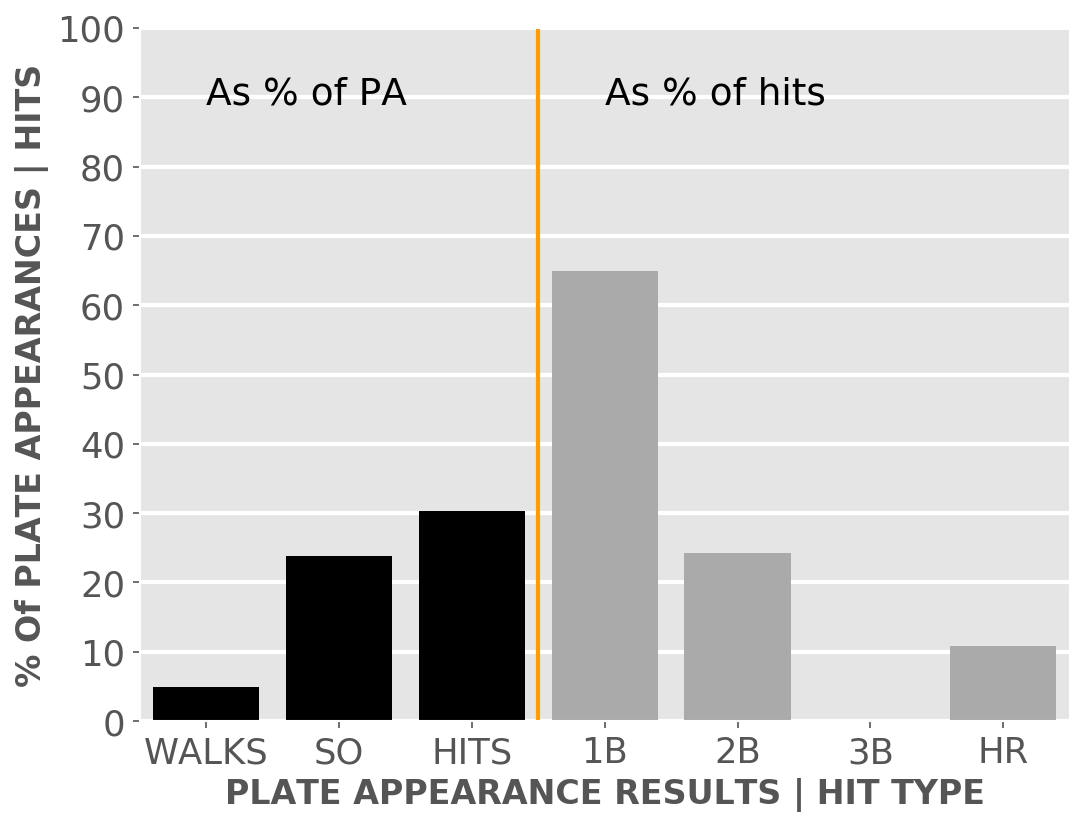 % Of PLATE APPEARANCES | HITS
100
90
80
70
60
50
40
30
20
10
0
As % of PA
As % of hits
WALKS SO HITS 1B 2B 3B HR
PLATE APPEARANCE RESULTS | HIT TYPE